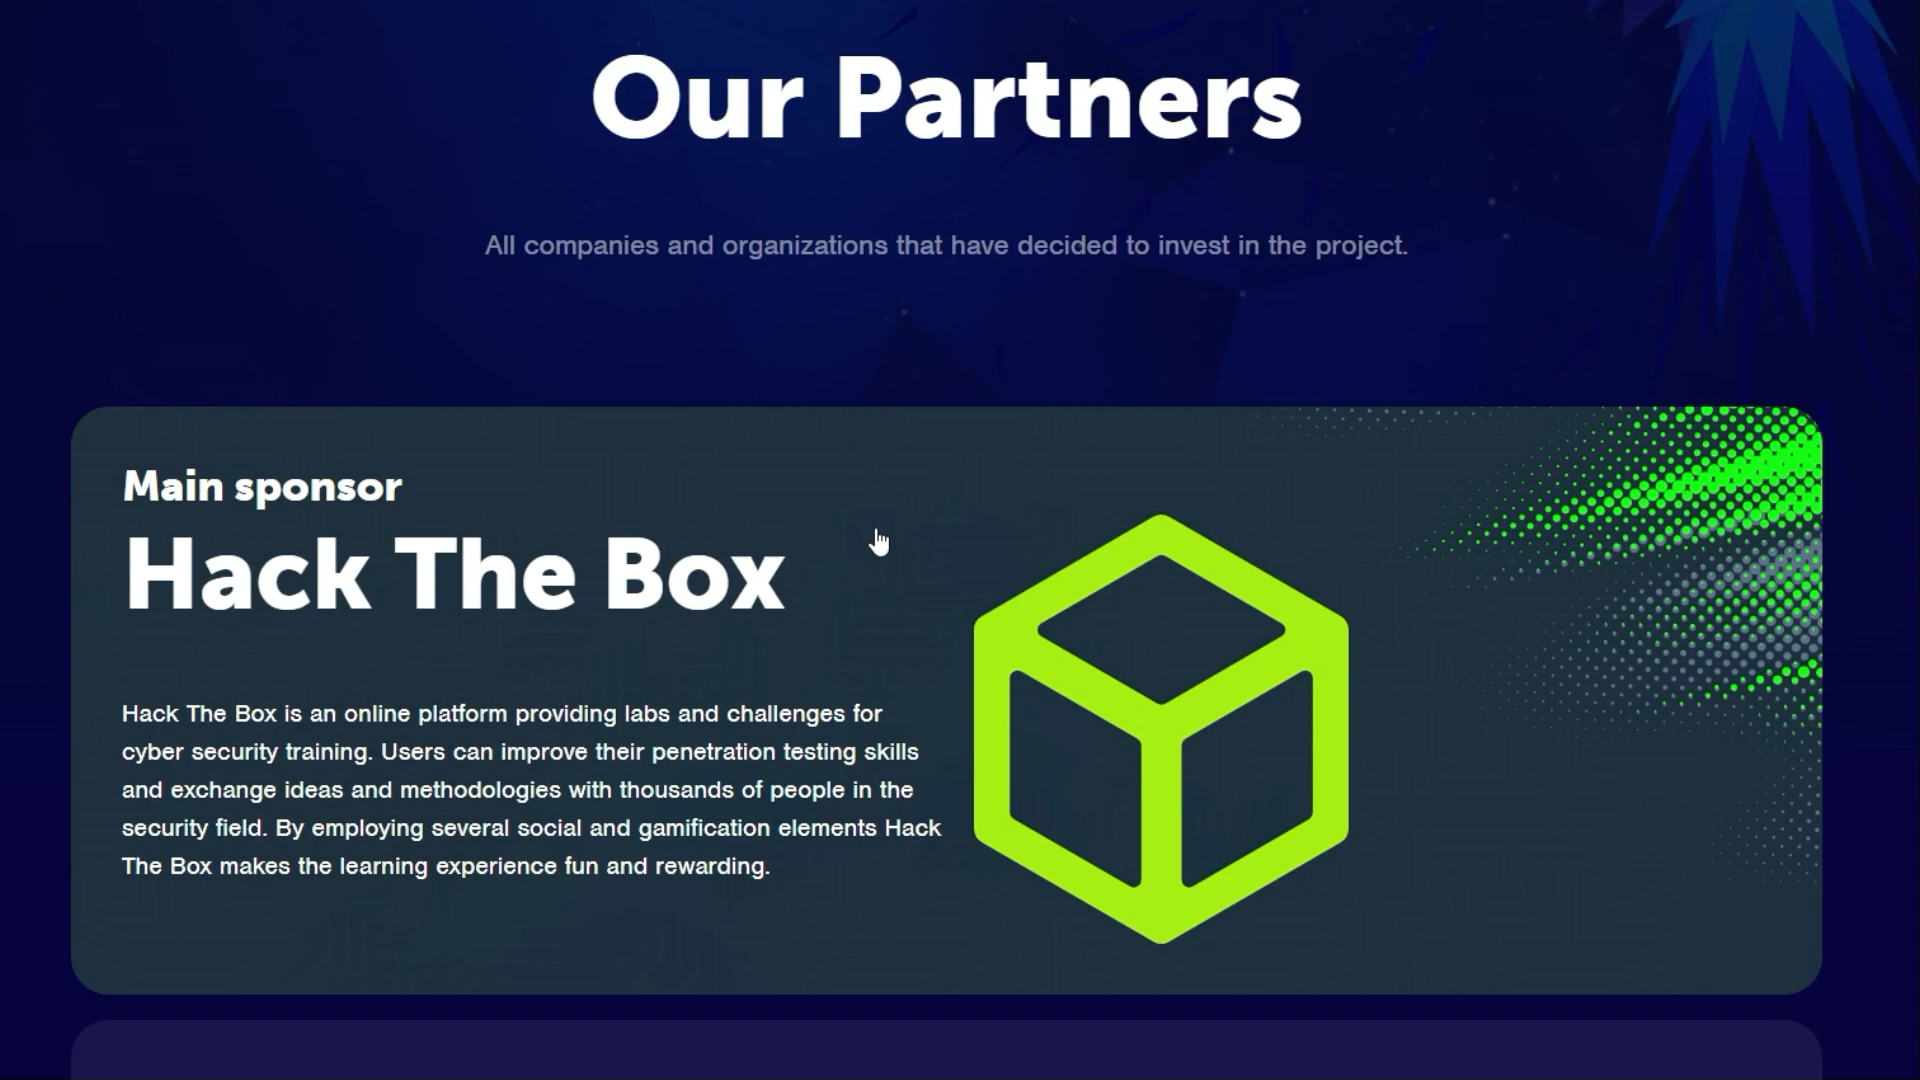 Our Partners
All companies and organizations that have decided to invest in the project.
Main sponsor
Hack The Box
Hack The Box is an online platform providing labs and challenges for
cyber security training. Users can improve their penetration testing skills
and exchange ideas and methodologies with thousands of people in the
security field. By employing several social and gamification elements Hack
The Box makes the learning experience fun and rewarding.